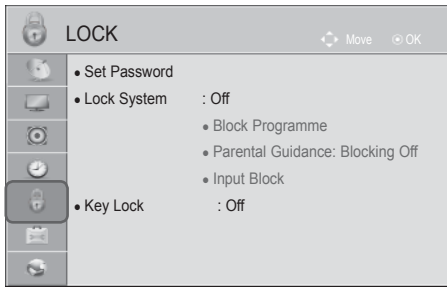 LOCK
Move OK
• Set Password
• Lock System : Off
• Block Programme
• Parental Guidance: Blocking Off
• Input Block
• Key Lock : Off